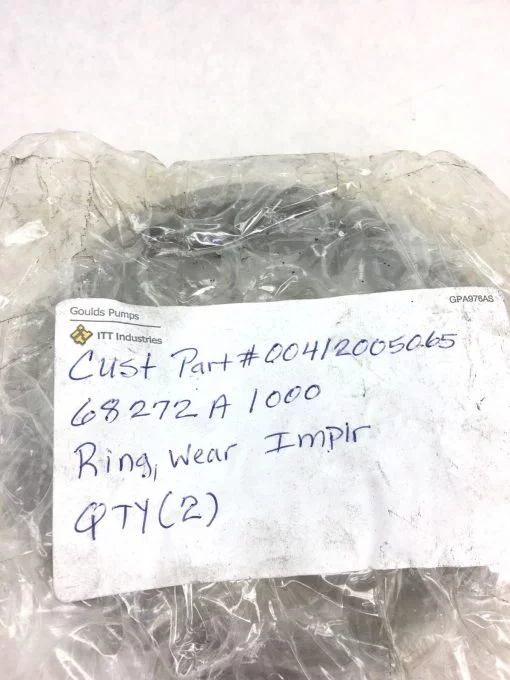 Goulds Pumps
GPA976AS
ITT Industries
Cust Part # 00412005065
68272 A 1000
Ring, Wear Implr
QTY (2)